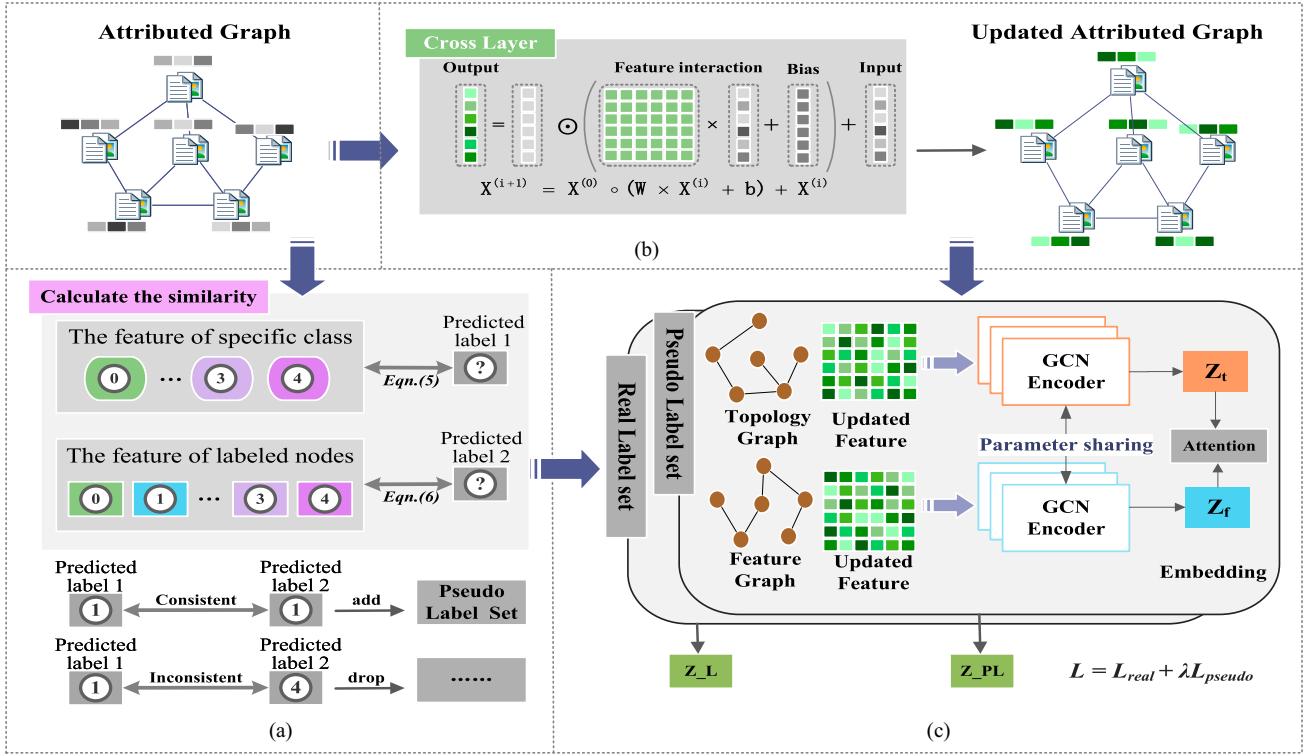 Attributed Graph
Cross Layer
Output
Feature interaction
Bias
Input
=
⊙
×
+
+
X^(i+1) = X^(0) ∘ (W × X^(i) + b) + X^(i)
(b)
Updated Attributed Graph
Calculate the similarity
The feature of specific class
0 ... 3 4
Eqn.(5)
Predicted
label 1
?
The feature of labeled nodes
0 1 ... 3 4
Eqn.(6)
Predicted
label 2
?
Predicted
label 1
1
Consistent
Predicted
label 2
1
add
Pseudo
Label Set
Predicted
label 1
1
Inconsistent
Predicted
label 2
4
drop
......
(a)
Real Label set
Pseudo Label set
Topology
Graph
Updated
Feature
GCN
Encoder
Z_t
Parameter sharing
Attention
Feature
Graph
Updated
Feature
GCN
Encoder
Z_f
Embedding
Z_L
Z_PL
L = L_real + λL_pseudo
(c)